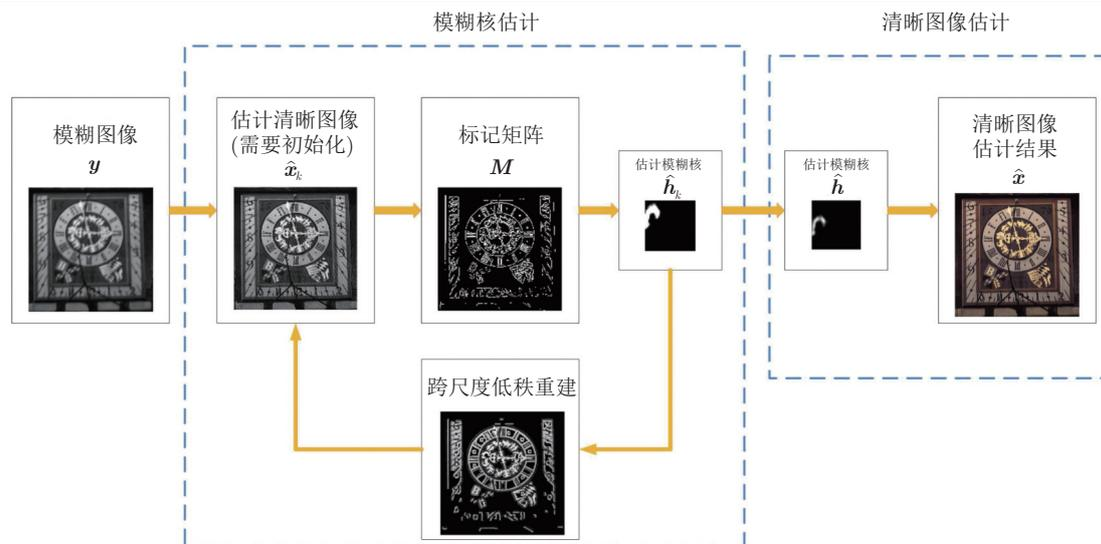 模糊核估计
清晰图像估计
模糊图像
y
估计清晰图像
(需要初始化)
x̂ₖ
标记矩阵
M
估计模糊核
ĥₖ
估计模糊核
ĥ
清晰图像
估计结果
x̂
跨尺度低秩重建